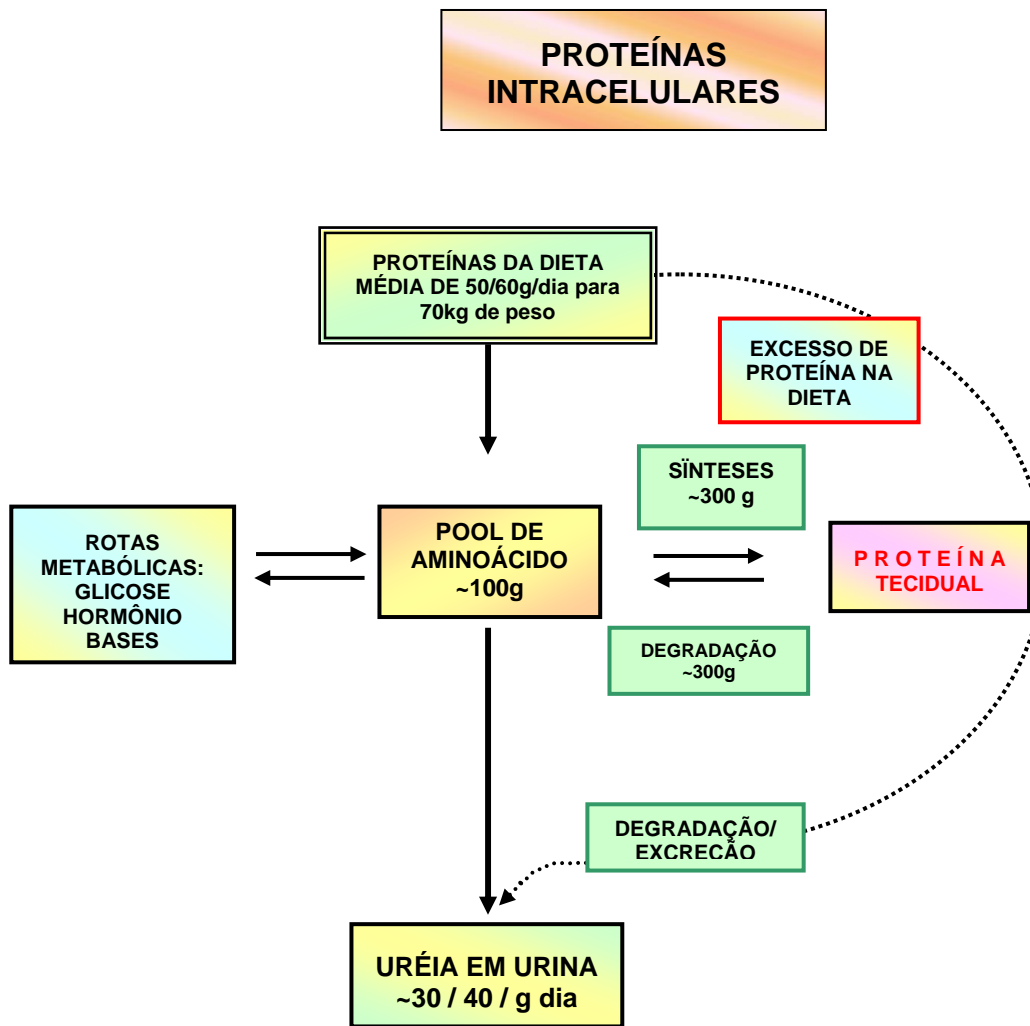 PROTEÍNAS
INTRACELULARES
PROTEÍNAS DA DIETA
MÉDIA DE 50/60g/dia para
70kg de peso
EXCESSO DE
PROTEÍNA NA
DIETA
SÏNTESES
~300 g
ROTAS
METABÓLICAS:
GLICOSE
HORMÔNIO
BASES
POOL DE
AMINOÁCIDO
~100g
P R O T E Í N A
TECIDUAL
DEGRADAÇÃO
~300g
DEGRADAÇÃO/
EXCREÇÃO
URÉIA EM URINA
~30 / 40 / g dia